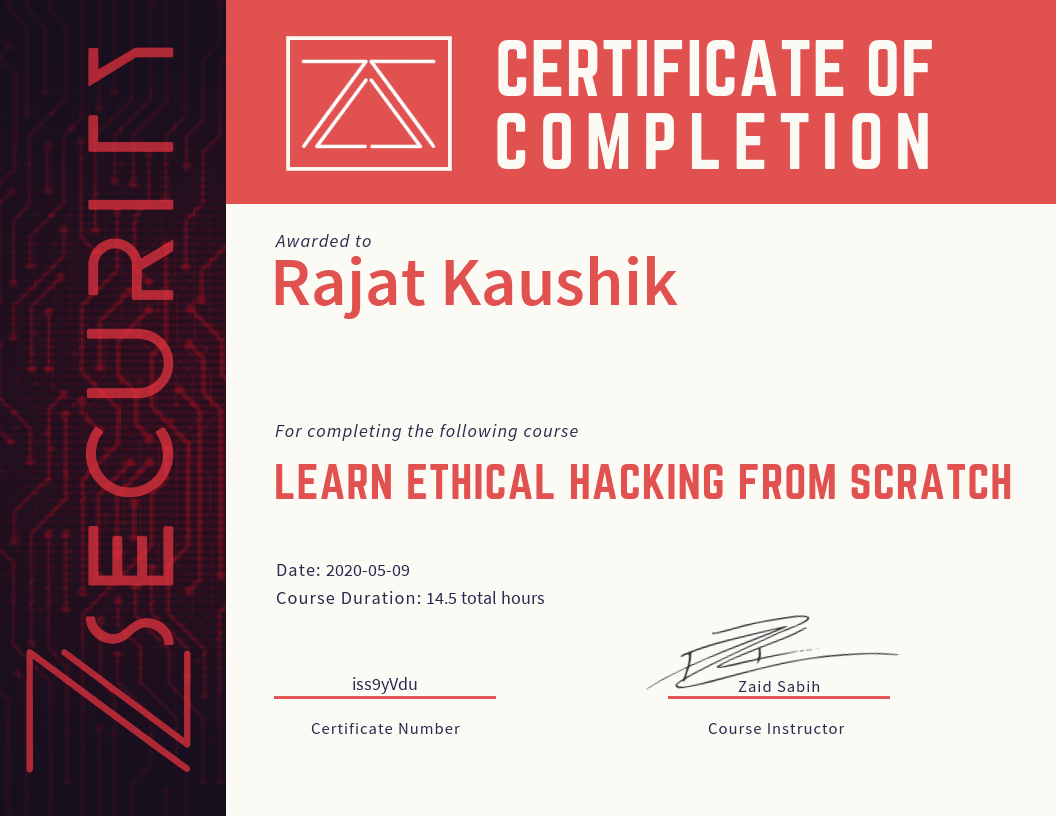 ZSECURITY
CERTIFICATE OF
COMPLETION
Awarded to
Rajat Kaushik
For completing the following course
LEARN ETHICAL HACKING FROM SCRATCH
Date: 2020-05-09
Course Duration: 14.5 total hours
iss9yVdu
Certificate Number
Zaid Sabih
Course Instructor